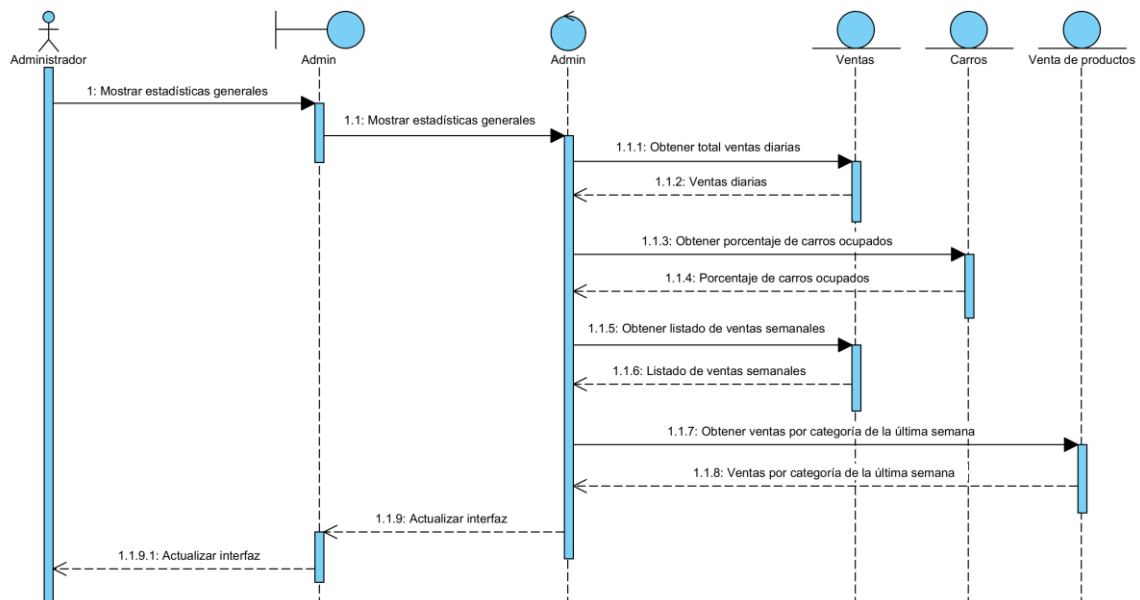 Administrador
Admin
Admin
Ventas
Carros
Venta de productos
1: Mostrar estadísticas generales
1.1: Mostrar estadísticas generales
1.1.1: Obtener total ventas diarias
1.1.2: Ventas diarias
1.1.3: Obtener porcentaje de carros ocupados
1.1.4: Porcentaje de carros ocupados
1.1.5: Obtener listado de ventas semanales
1.1.6: Listado de ventas semanales
1.1.7: Obtener ventas por categoría de la última semana
1.1.8: Ventas por categoría de la última semana
1.1.9: Actualizar interfaz
1.1.9.1: Actualizar interfaz